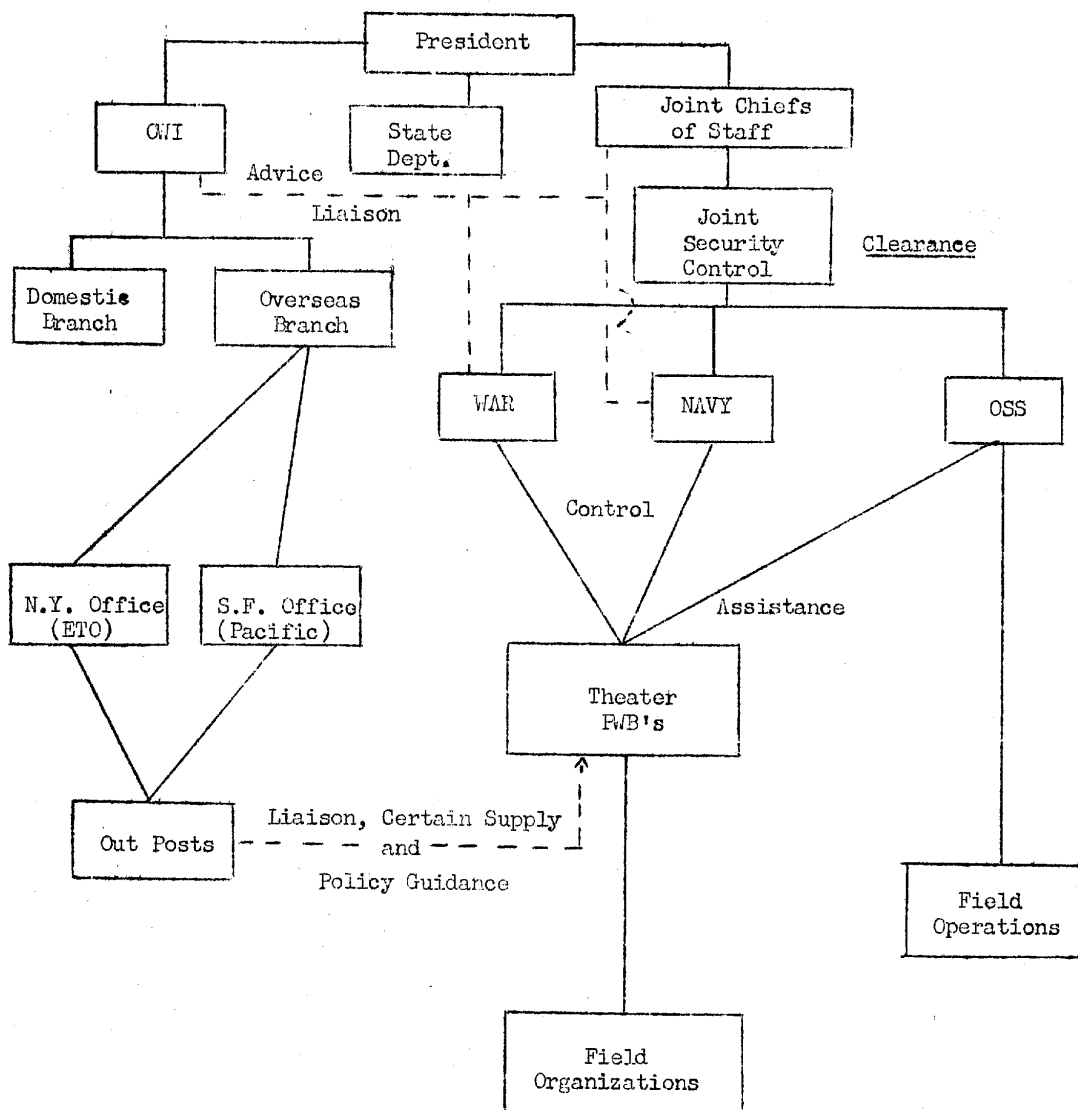 President
OWI
State
Dept.
Joint Chiefs
of Staff
Advice
Liaison
Joint
Security
Control
Clearance
Domestic
Branch
Overseas
Branch
WAR
NAVY
OSS
Control
N.Y. Office
(ETO)
S.F. Office
(Pacific)
Assistance
Theater
PWB's
Out Posts
Liaison, Certain Supply
and
Policy Guidance
Field
Operations
Field
Organizations